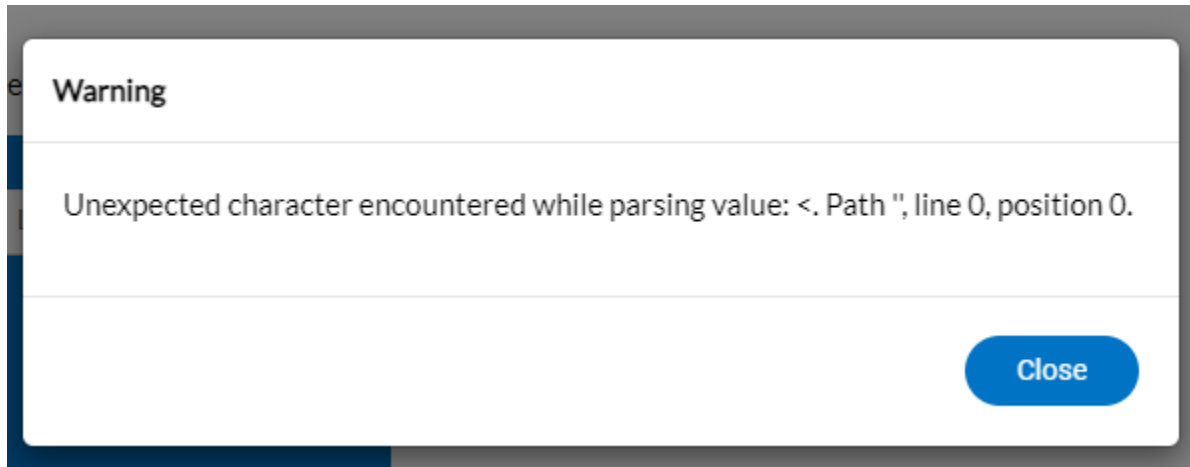 Warning
Unexpected character encountered while parsing value: <. Path '', line 0, position 0.
Close